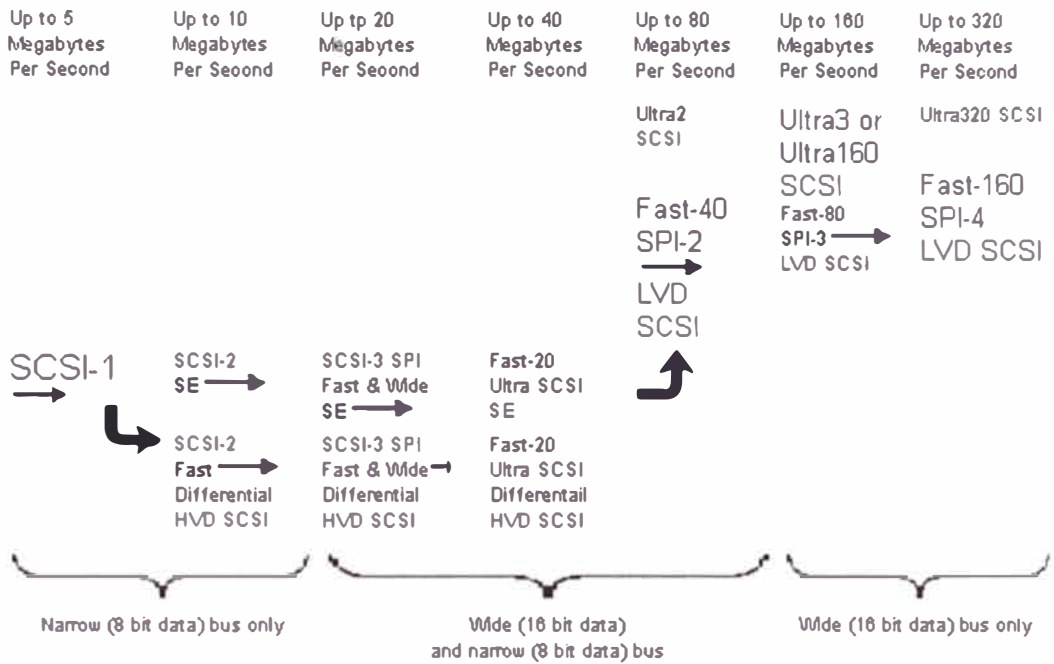 Up to 5
Megabytes
Per Second
Up to 10
Megabytes
Per Seoond
Up tp 20
Megabytes
Per Seoond
Up to 40
Megabytes
Per Second
Up to 80
Megabytes
Per Second
Up to 160
Megabytes
Per Second
Up to 320
Megabytes
Per Second
Ultra2
SCSI
Fast-40
SPI-2
LVD
SCSI
Ultra3 or
Ultra160
SCSI
Fast-80
SPI-3
LVD SCSI
Ultra320 SCSI
Fast-160
SPI-4
LVD SCSI
SCSI-1
SCSI-2
SE
SCSI-3 SPI
Fast & Wide
SE
Fast-20
Ultra SCSI
SE
SCSI-2
Fast
Differential
HVD SCSI
SCSI-3 SPI
Fast & Wide
Differential
HVD SCSI
Fast-20
Ultra SCSI
Differentail
HVD SCSI
Narrow (8 bit data) bus only
Wide (16 bit data)
and narrow (8 bit data) bus
Wide (16 bit data) bus only